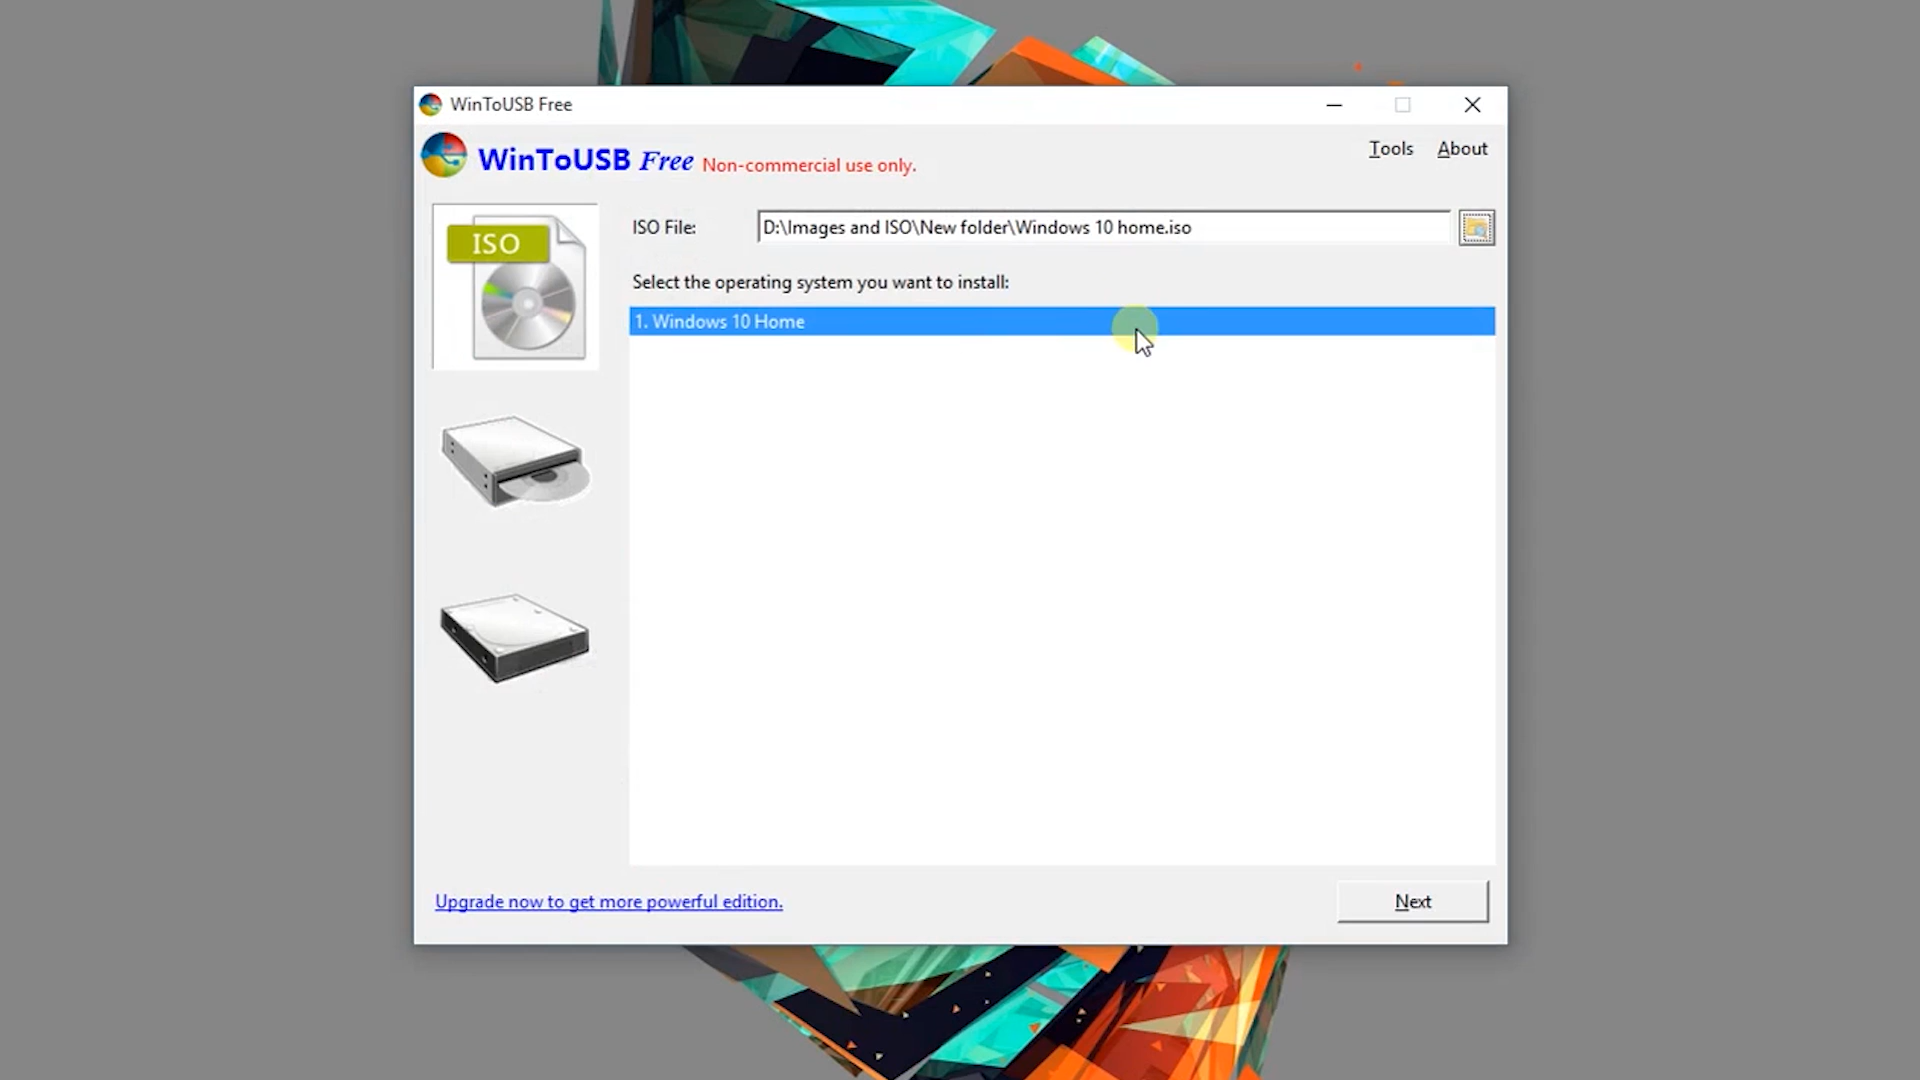 WinToUSB Free
WinToUSB Free Non-commercial use only.
Tools About
ISO
ISO File: D:\Images and ISO\New folder\Windows 10 home.iso
Select the operating system you want to install:
1. Windows 10 Home
Upgrade now to get more powerful edition.
Next